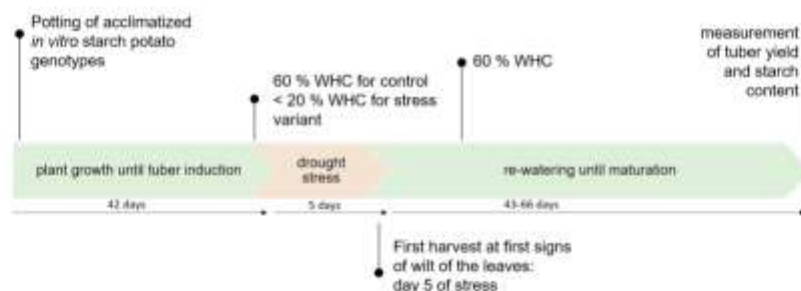 Potting of acclimatized
in vitro starch potato
genotypes
60 % WHC for control
< 20 % WHC for stress
variant
60 % WHC
measurement
of tuber yield
and starch
content
plant growth until tuber induction
drought
stress
re-watering until maturation
42 days
5 days
43-66 days
First harvest at first signs
of wilt of the leaves:
day 5 of stress